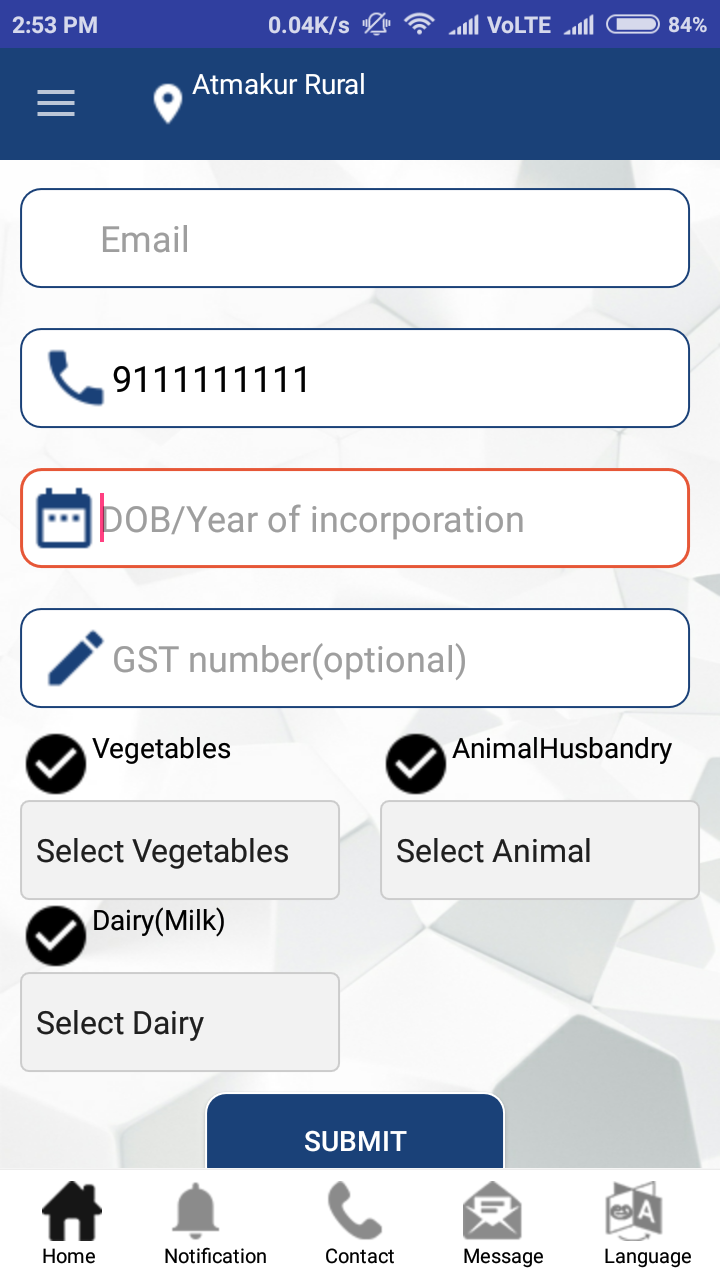 2:53 PM 0.04K/s VoLTE 84%
Atmakur Rural
Email
9111111111
DOB/Year of incorporation
GST number(optional)
Vegetables AnimalHusbandry
Select Vegetables Select Animal
Dairy(Milk)
Select Dairy
SUBMIT
Home Notification Contact Message Language